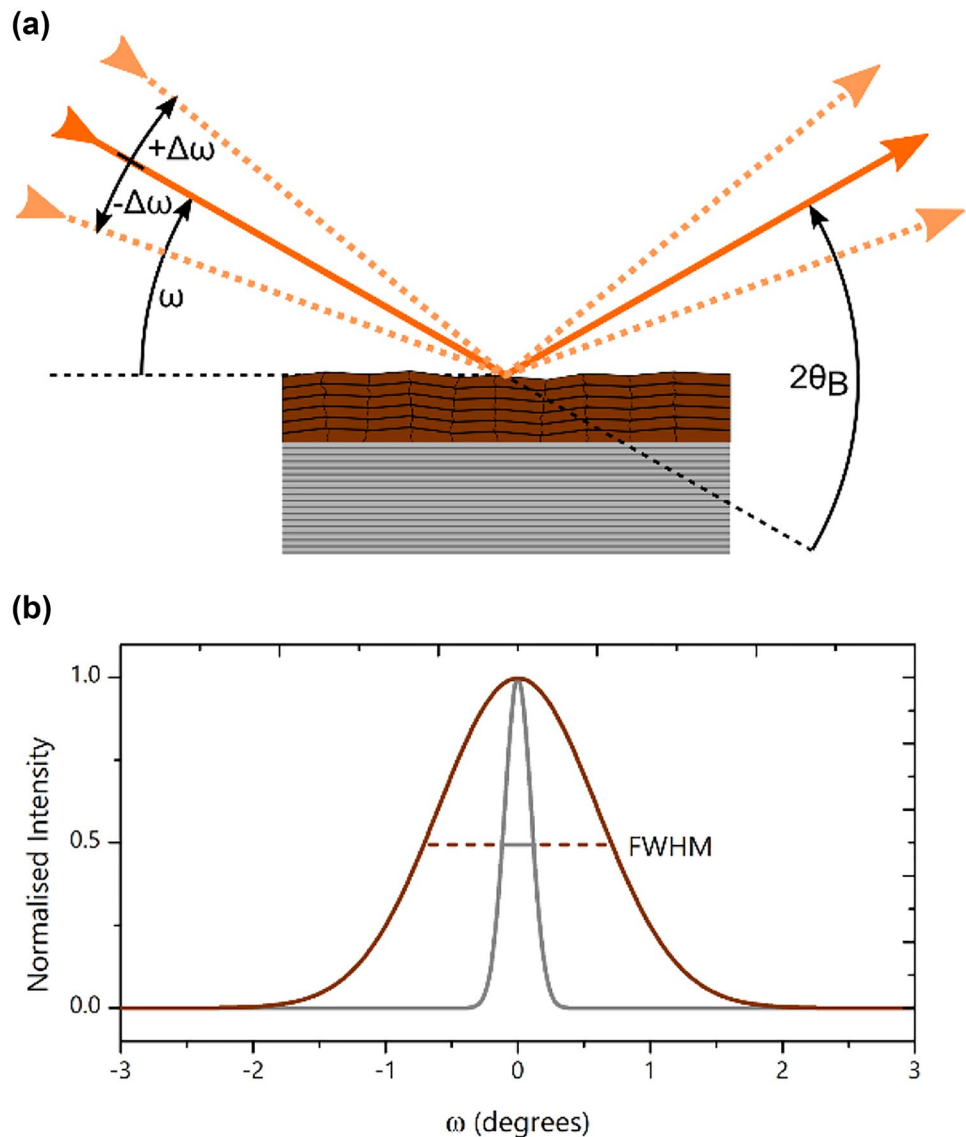 (a)
+Δω
-Δω
ω
2θB
(b)
1.0
0.5
0.0
Normalised Intensity
FWHM
-3
-2
-1
0
1
2
3
ω (degrees)